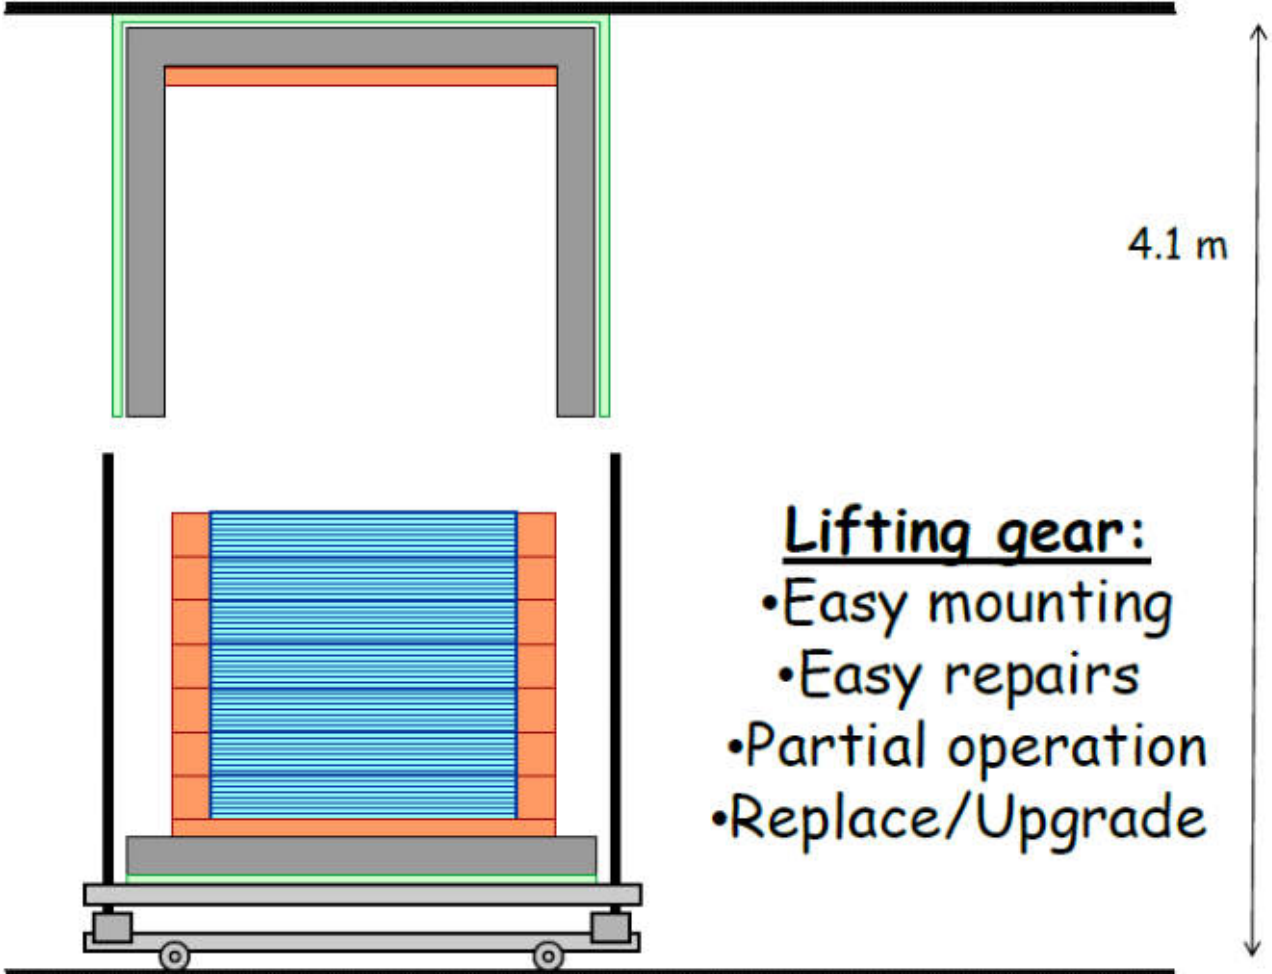 4.1 m
Lifting gear:
•Easy mounting
•Easy repairs
•Partial operation
•Replace/Upgrade